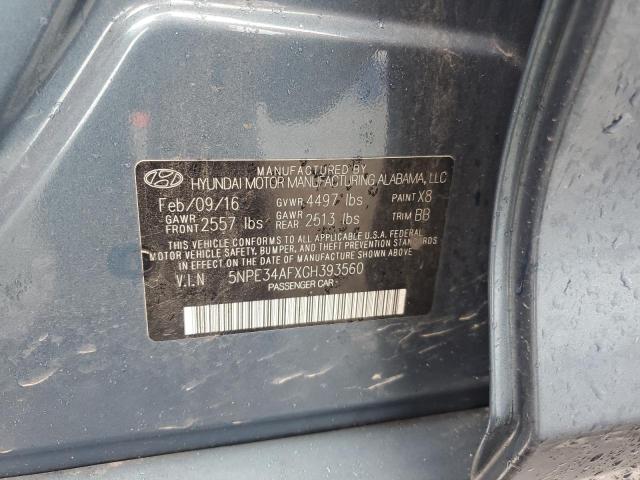 MANUFACTURED BY
HYUNDAI MOTOR MANUFACTURING ALABAMA, LLC
Feb/09/16 GVWR 4497 lbs PAINT X8
GAWR FRONT 2557 lbs GAWR REAR 2513 lbs TRIM BB
THIS VEHICLE CONFORMS TO ALL APPLICABLE U.S.A. FEDERAL
MOTOR VEHICLE SAFETY, BUMPER, AND THEFT PREVENTION STANDARDS
IN EFFECT ON THE DATE OF MANUFACTURE SHOWN ABOVE.
V.I.N 5NPE34AFXGH393560
PASSENGER CAR